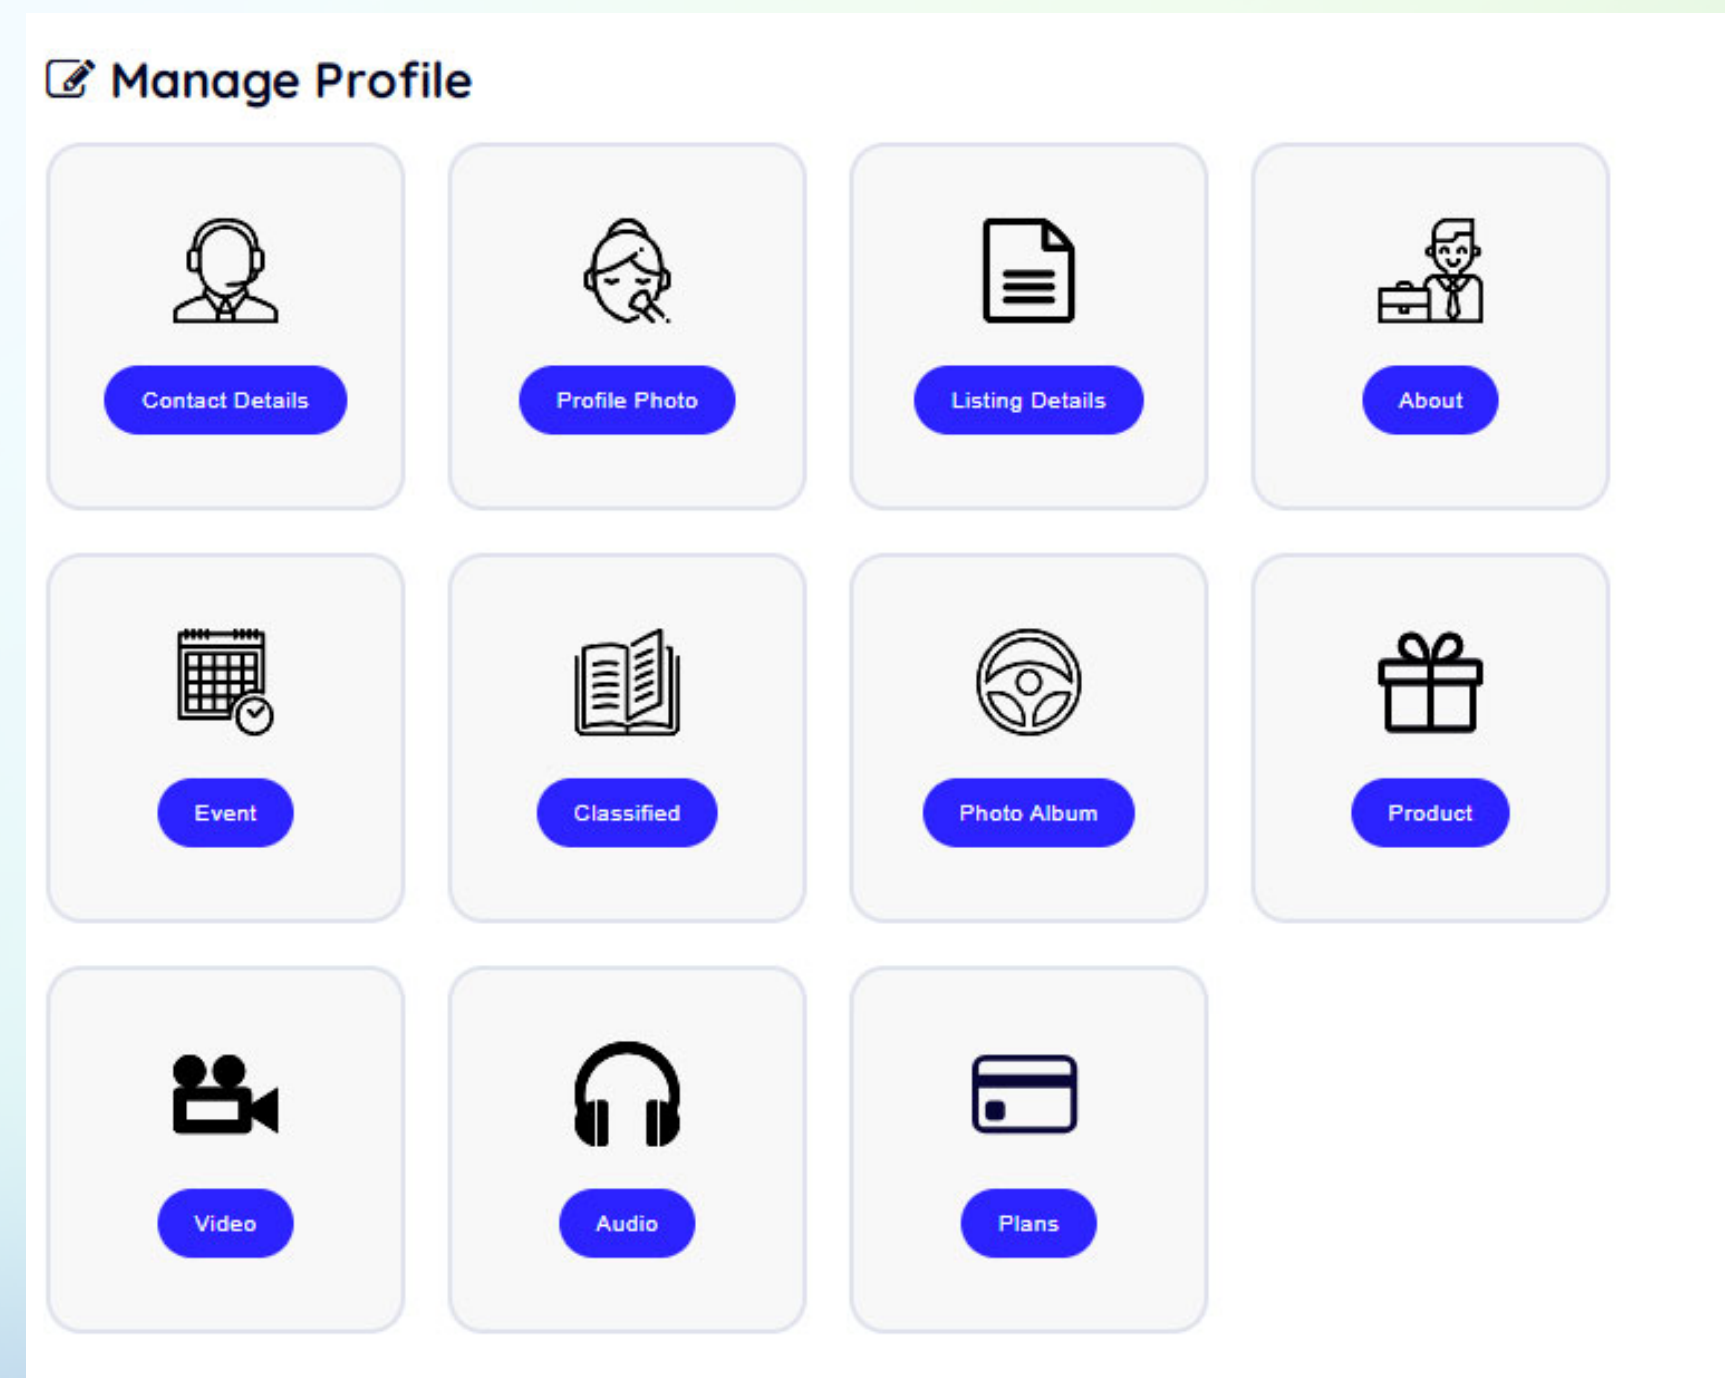 Manage Profile
Contact Details
Profile Photo
Listing Details
About
Event
Classified
Photo Album
Product
Video
Audio
Plans